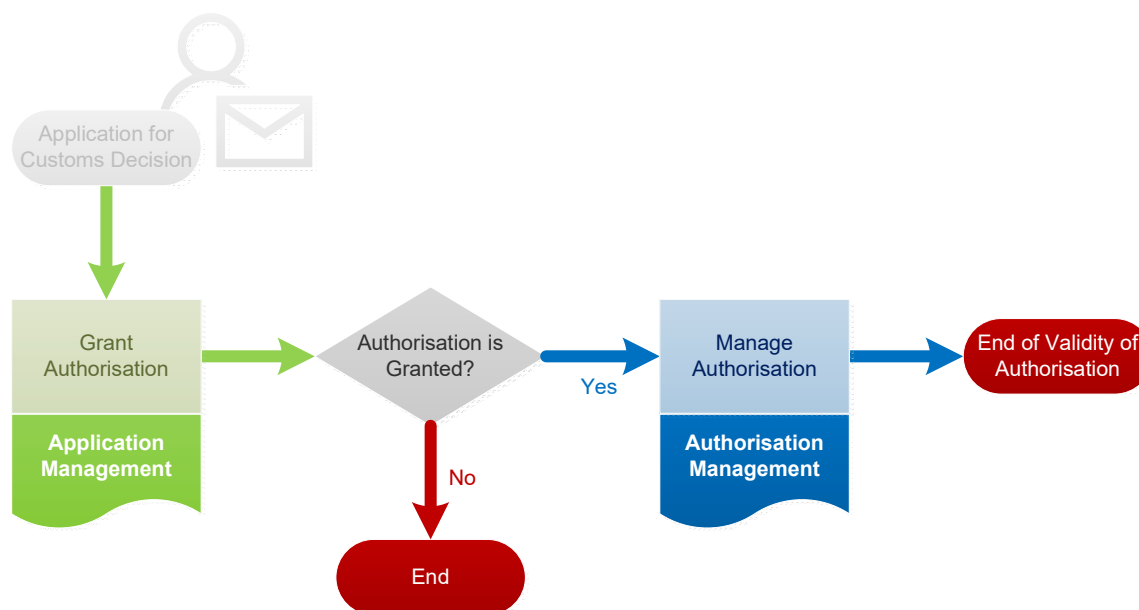 Application for
Customs Decision
Grant
Authorisation
Application
Management
Authorisation is
Granted?
Yes
No
End
Manage
Authorisation
Authorisation
Management
End of Validity of
Authorisation